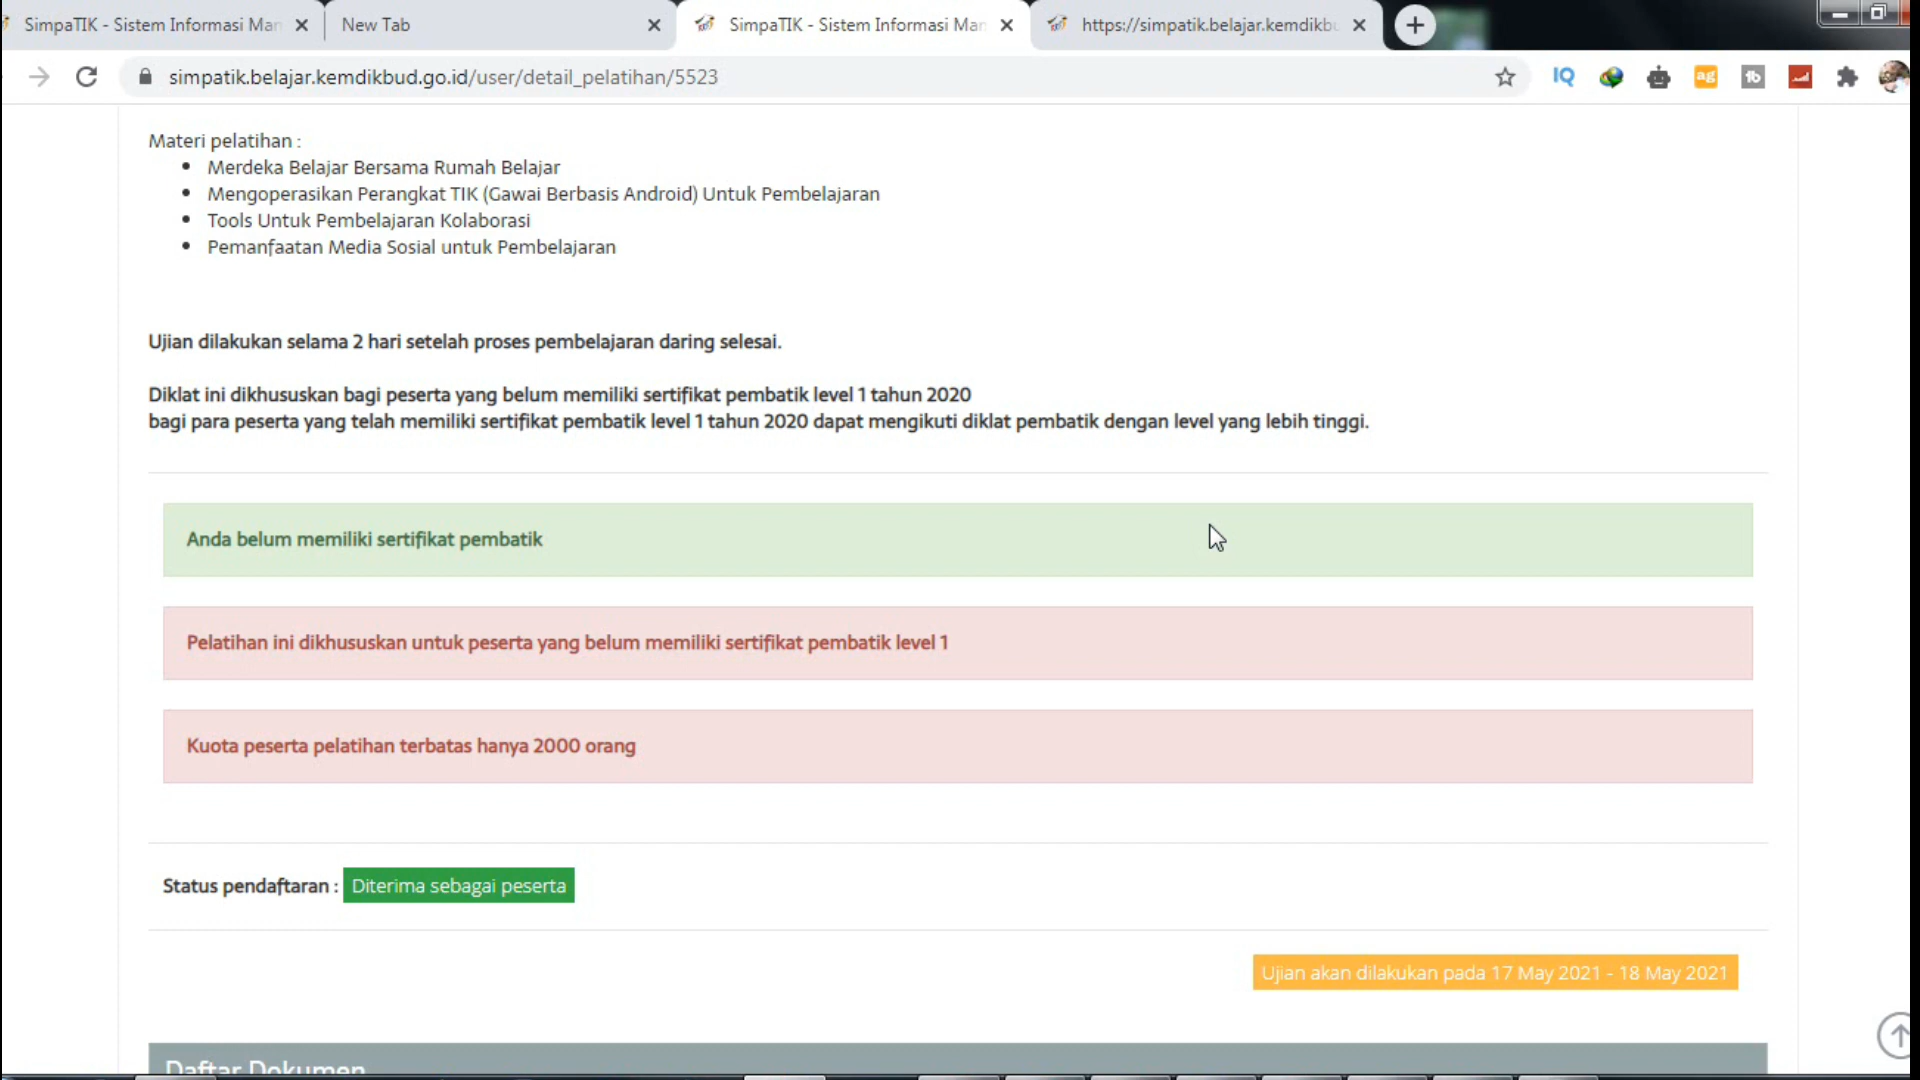 SimpaTIK - Sistem Informasi Man
New Tab
SimpaTIK - Sistem Informasi Man
https://simpatik.belajar.kemdikbu
simpatik.belajar.kemdikbud.go.id/user/detail_pelatihan/5523
IQ
ag
tb
Materi pelatihan :
Merdeka Belajar Bersama Rumah Belajar
Mengoperasikan Perangkat TIK (Gawai Berbasis Android) Untuk Pembelajaran
Tools Untuk Pembelajaran Kolaborasi
Pemanfaatan Media Sosial untuk Pembelajaran
Ujian dilakukan selama 2 hari setelah proses pembelajaran daring selesai.
Diklat ini dikhususkan bagi peserta yang belum memiliki sertifikat pembatik level 1 tahun 2020
bagi para peserta yang telah memiliki sertifikat pembatik level 1 tahun 2020 dapat mengikuti diklat pembatik dengan level yang lebih tinggi.
Anda belum memiliki sertifikat pembatik
Pelatihan ini dikhususkan untuk peserta yang belum memiliki sertifikat pembatik level 1
Kuota peserta pelatihan terbatas hanya 2000 orang
Status pendaftaran : Diterima sebagai peserta
Ujian akan dilakukan pada 17 May 2021 - 18 May 2021
Daftar Dokumen